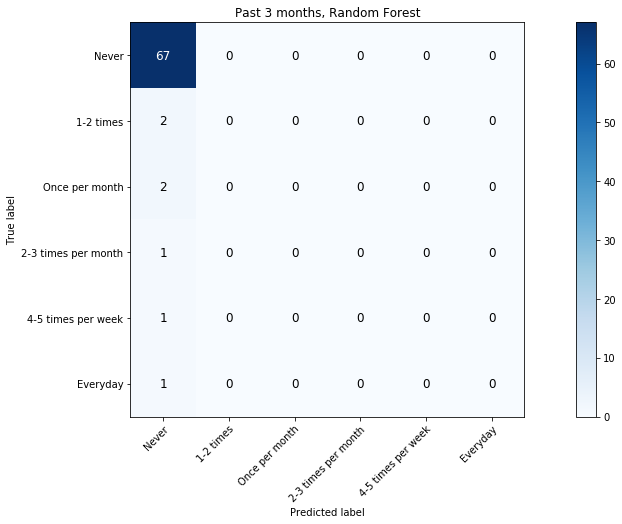 Past 3 months, Random Forest
Never 67 0 0 0 0 0
1-2 times 2 0 0 0 0 0
Once per month 2 0 0 0 0 0
2-3 times per month 1 0 0 0 0 0
4-5 times per week 1 0 0 0 0 0
Everyday 1 0 0 0 0 0
True label
Never
1-2 times
Once per month
2-3 times per month
4-5 times per week
Everyday
Predicted label
60
50
40
30
20
10
0